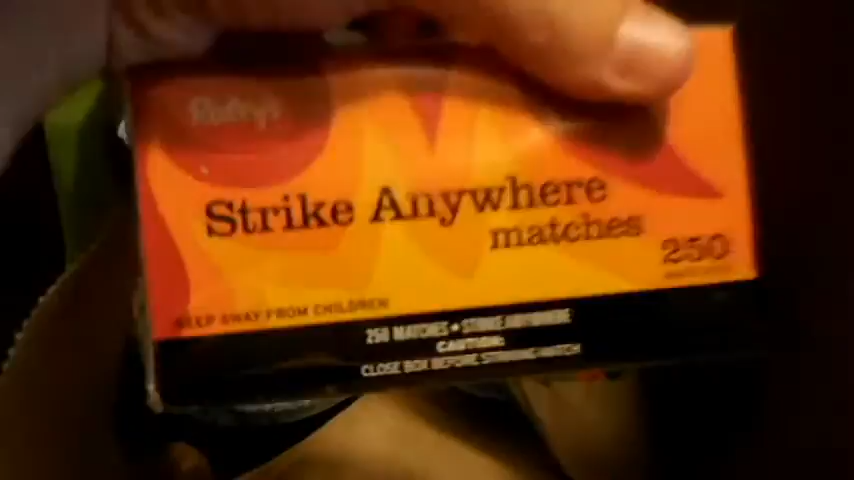 Strike Anywhere
matches
250
KEEP AWAY FROM CHILDREN
250 MATCHES • STRIKE ANYWHERE
CAUTION:
CLOSE BOX BEFORE STRIKING MATCH